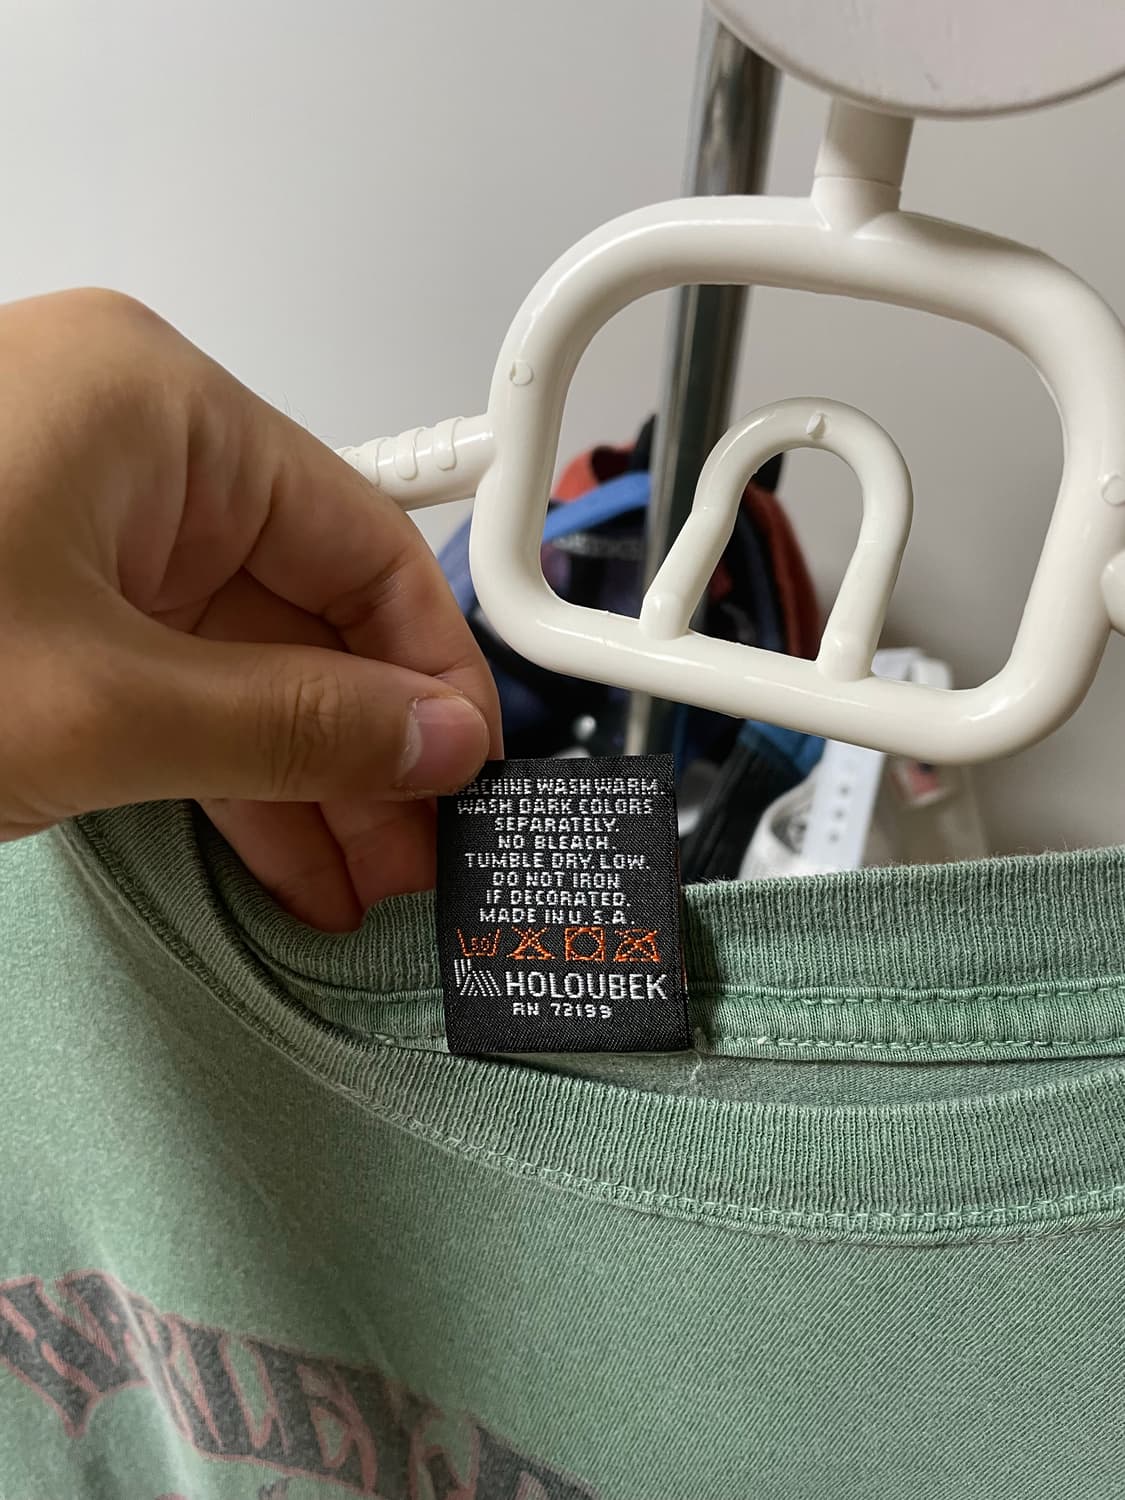 MACHINE WASH WARM.
WASH DARK COLORS
SEPARATELY.
NO BLEACH.
TUMBLE DRY, LOW.
DO NOT IRON
IF DECORATED.
MADE IN U.S.A.
HOLOUBEK
RN 72199
HARLEY